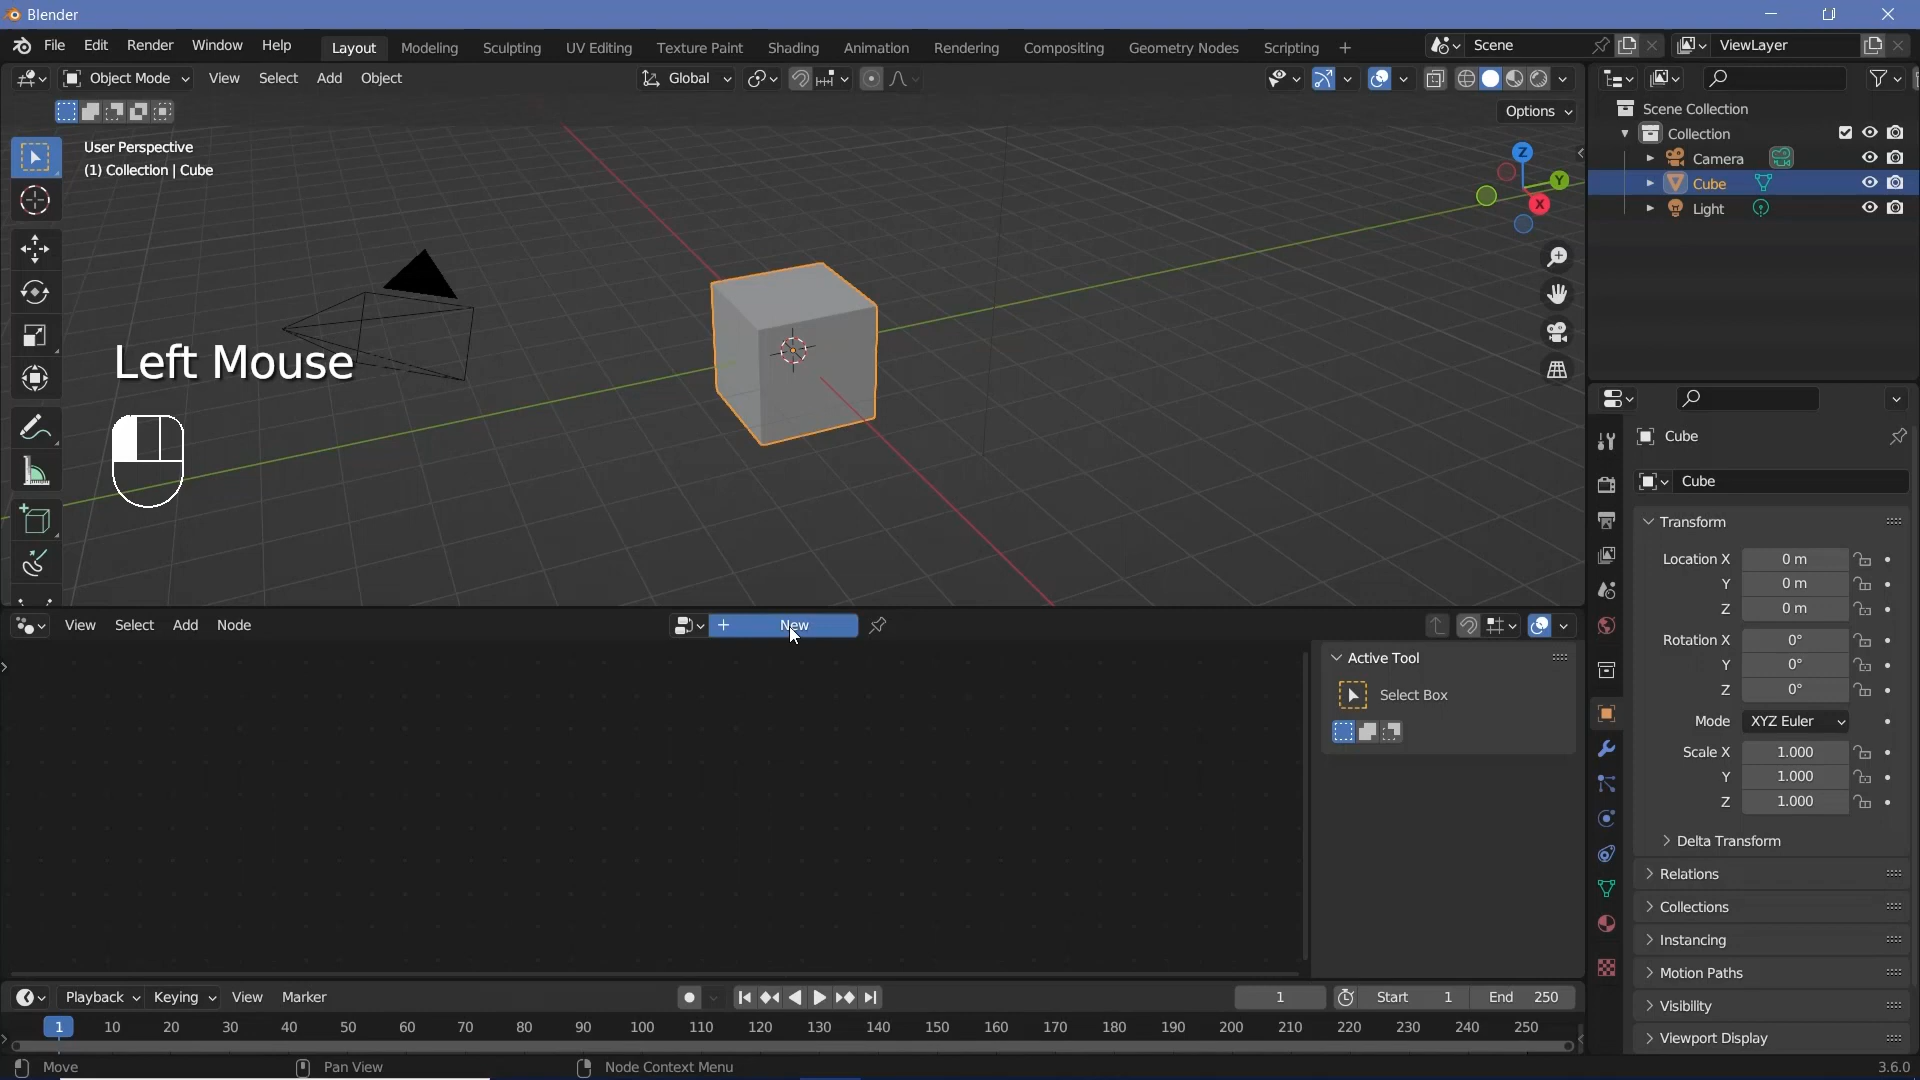 Blender
File Edit Render Window Help Layout Modeling Sculpting UV Editing Texture Paint Shading Animation Rendering Compositing Geometry Nodes Scripting + Scene ViewLayer
Object Mode View Select Add Object Global
Options
User Perspective
(1) Collection | Cube
Z
Y
X
Left Mouse
Scene Collection
Collection
Camera
Cube
Light
Cube
Cube
Transform
Location X 0 m
Y 0 m
Z 0 m
Rotation X 0°
Y 0°
Z 0°
Mode XYZ Euler
Scale X 1.000
Y 1.000
Z 1.000
Delta Transform
Relations
Collections
Instancing
Motion Paths
Visibility
Viewport Display
View Select Add Node + New
Active Tool
Select Box
Playback Keying View Marker 1 Start 1 End 250
1 10 20 30 40 50 60 70 80 90 100 110 120 130 140 150 160 170 180 190 200 210 220 230 240 250
Move Pan View Node Context Menu 3.6.0